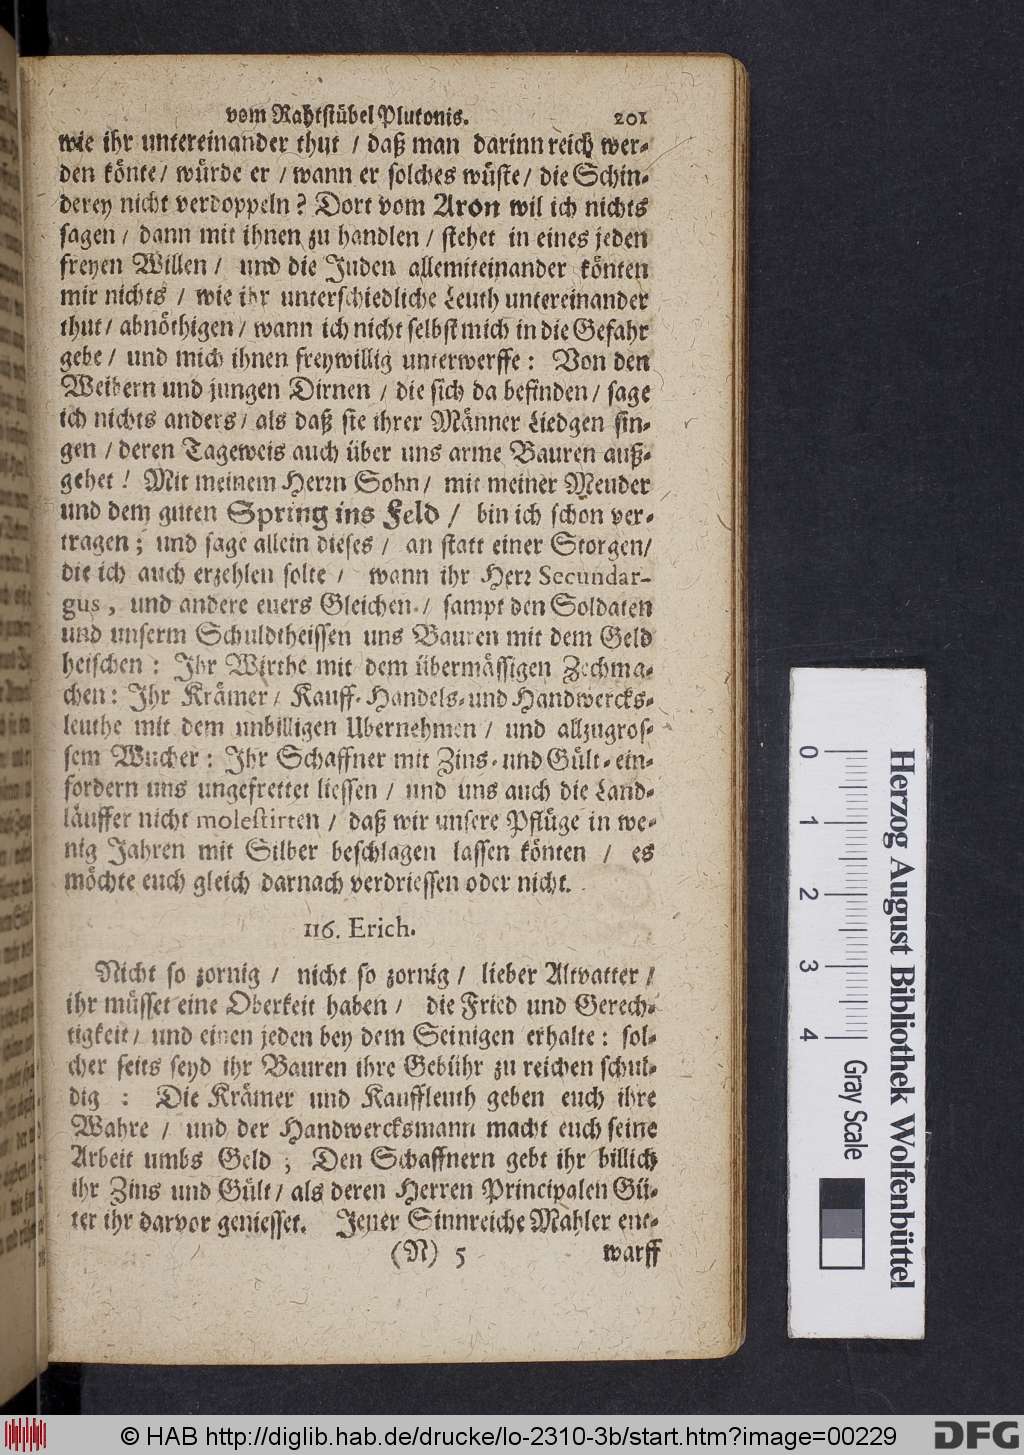 vom Rahtstübel Plutonis. 201
wie ihr untereinander thut / daß man darinn reich wer-
den könte / würde er / wann er solches wüste / die Schin-
derey nicht verdoppeln? Dort vom Aron wil ich nichts
sagen / dann mit ihnen zu handlen / stehet in eines jeden
freyen Willen / und die Juden allemiteinander könten
mir nichts / wie ihr unterschiedliche Leuth untereinander
thut / abnöthigen / wann ich nicht selbst mich in die Gefahr
gebe / und mich ihnen freywillig unterwerffe: Von den
Weibern und jungen Dirnen / die sich da befinden / sage
ich nichts anders / als daß sie ihrer Männer Liedgen sin-
gen / deren Tageweis auch über uns arme Bauren auß-
gehet! Mit meinem Herrn Sohn / mit meiner Meuder
und dem guten Spring ins Feld / bin ich schon ver-
tragen; und sage allein dieses / an statt einer Storgen /
die ich auch erzehlen solte / wann ihr Herr Secundar-
gus, und andere euers Gleichen / sampt den Soldaten
und unserm Schuldtheissen uns Bauren mit dem Geld
heischen: Ihr Wirthe mit dem übermässigen Zechma-
chen: Ihr Krämer / Kauff-Handels-und Handwercks-
leuthe mit dem unbilligen Ubernehmen / und allzugros-
sem Wucher: Ihr Schaffner mit Zins-und Gült-ein-
fordern uns ungefrettet liessen / und uns auch die Land-
läuffer nicht molestirten / daß wir unsere Pflüge in we-
nig Jahren mit Silber beschlagen lassen könten / es
möchte euch gleich darnach verdriessen oder nicht.
116. Erich.
Nicht so zornig / nicht so zornig / lieber Altvatter /
ihr müsset eine Oberkeit haben / die Fried und Gerech-
tigkeit / und einen jeden bey dem Seinigen erhalte: sol-
cher seits seyd ihr Bauren ihre Gebühr zu reichen schul-
dig: Die Krämer und Kauffleuth geben euch ihre
Wahre / und der Handwercksmann macht euch seine
Arbeit umbs Geld; Den Schaffnern gebt ihr billich
ihr Zins und Gült / als deren Herren Principalen Gü-
ter ihr darvor geniesset. Jener Sinnreiche Mahler ent-
(N) 5 warff
0 1 2 3 4 Gray Scale
Herzog August Bibliothek Wolfenbüttel
© HAB http://diglib.hab.de/drucke/lo-2310-3b/start.htm?image=00229
DFG